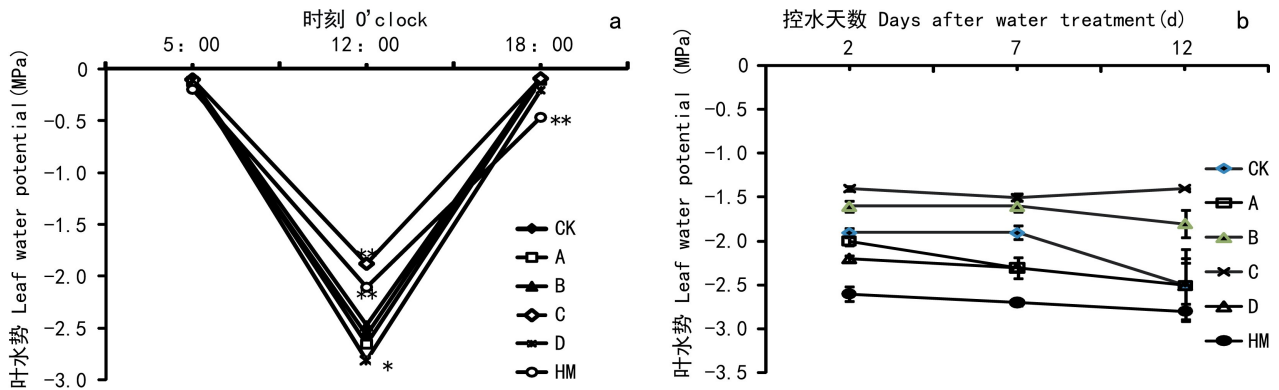 时刻 O'clock
a
5：00 12：00 18：00
叶水势 Leaf water potential (MPa)
0
-0.5
-1.0
-1.5
-2.0
-2.5
-3.0
**
**
**
*
CK
A
B
C
D
HM
控水天数 Days after water treatment(d)
b
2 7 12
叶水势 Leaf water potential (MPa)
0
-0.5
-1.0
-1.5
-2.0
-2.5
-3.0
-3.5
CK
A
B
C
D
HM